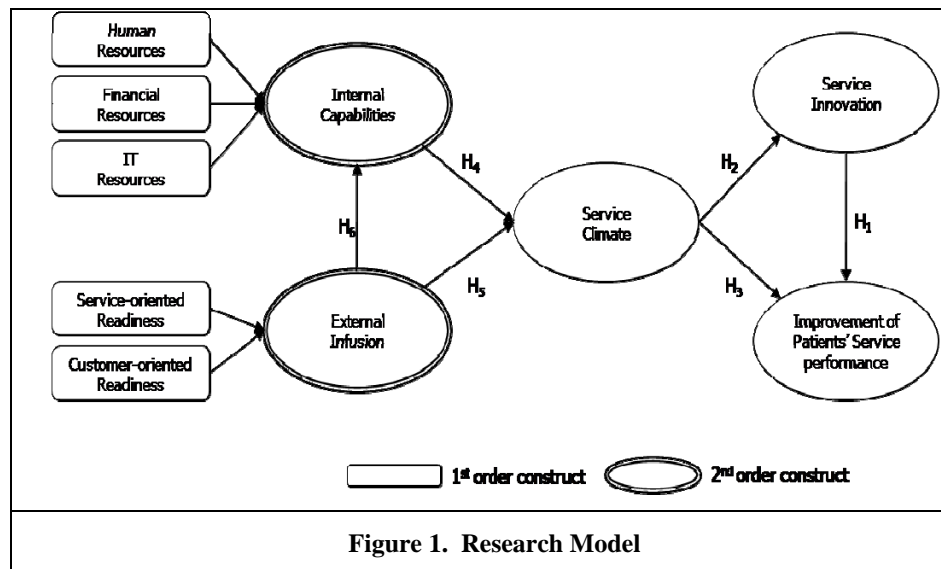 Human
Resources
Financial
Resources
IT
Resources
Internal
Capabilities
Service
Innovation
H4
H2
Service
Climate
H6
H1
H5
H3
Service-oriented
Readiness
Customer-oriented
Readiness
External
Infusion
Improvement of
Patients' Service
performance
1st order construct
2nd order construct
Figure 1. Research Model